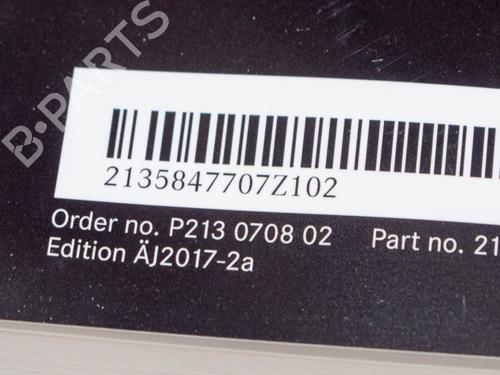 B-PARTS
2135847707Z102
Order no. P213 0708 02 Part no. 21
Edition ÄJ2017-2a